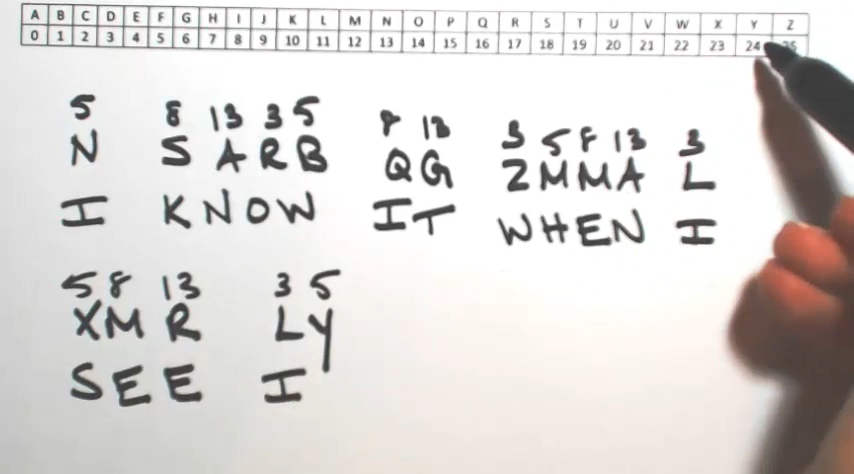 A B C D E F G H I J K L M N O P Q R S T U V W X Y Z
0 1 2 3 4 5 6 7 8 9 10 11 12 13 14 15 16 17 18 19 20 21 22 23 24 25
5 8 13 3 5 8 13 3 5 8 13 3
N SARB QG ZMMA L
I KNOW IT WHEN I
5 8 13 3 5
XM R LY
SEE I